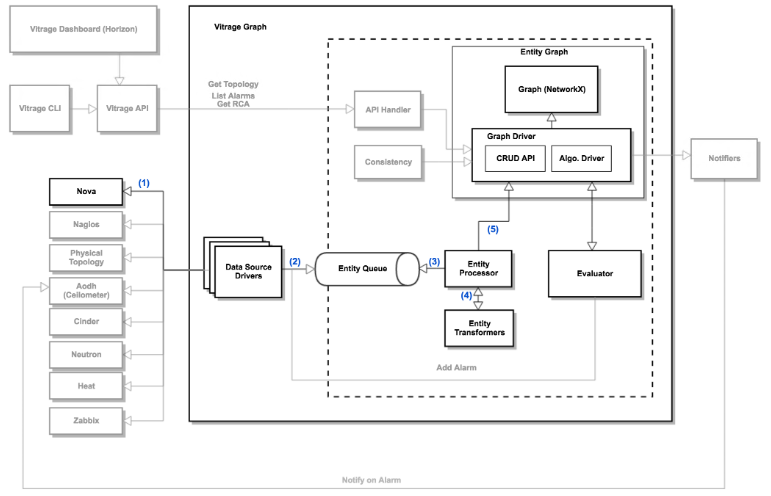 Vitrage Dashboard (Horizon)
Vitrage Graph
Entity Graph
Get Topology
List Alarms
Get RCA
Vitrage CLI
Vitrage API
API Handler
Graph (NetworkX)
Graph Driver
CRUD API
Algo. Driver
Consistency
Notifiers
Nova
(1)
Nagios
Physical
Topology
Aodh
(Ceilometer)
Cinder
Neutron
Heat
Zabbix
Data Source
Drivers
(2)
Entity Queue
(3)
Entity
Processor
(5)
(4)
Entity
Transformers
Evaluator
Add Alarm
Notify on Alarm